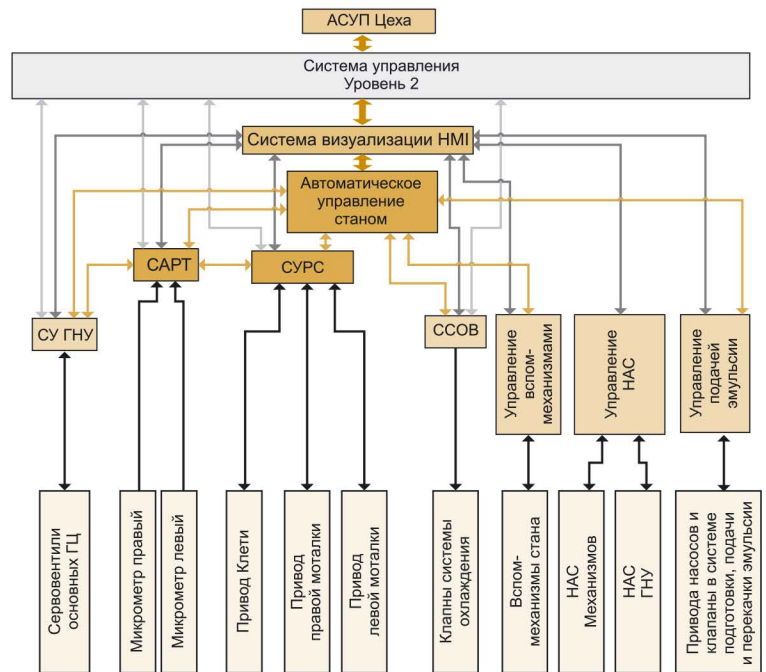 АСУП Цеха
Система управления
Уровень 2
Система визуализации HMI
Автоматическое
управление
станом
САРТ
СУРС
СУ ГНУ
ССОВ
Управление
вспом-
механизмами
Управление
НАС
Управление
подачей
эмульсии
Сервовентили
основных ГЦ
Микрометр правый
Микрометр левый
Привод Клети
Привод
правой моталки
Привод
левой моталки
Клапны системы
охлаждения
Вспом-
механизмы стана
НАС
Механизмов
НАС
ГНУ
Привода насосов и
клапаны в системе
подготовки, подачи
и перекачки эмульсии